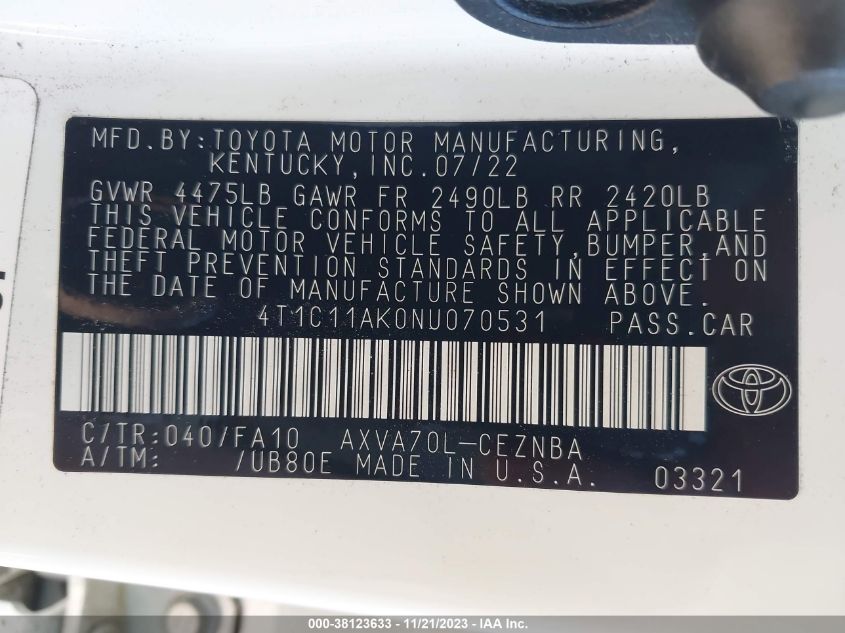 MFD.BY:TOYOTA MOTOR MANUFACTURING,
KENTUCKY,INC.07/22
GVWR 4475LB GAWR FR 2490LB RR 2420LB
THIS VEHICLE CONFORMS TO ALL APPLICABLE
FEDERAL MOTOR VEHICLE SAFETY,BUMPER,AND
THEFT PREVENTION STANDARDS IN EFFECT ON
THE DATE OF MANUFACTURE SHOWN ABOVE.
4T1C11AK0NU070531 PASS.CAR
C/TR:040/FA10 AXVA70L-CEZNBA
A/TM: /UB80E MADE IN U.S.A. 03321
000-38123633 - 11/21/2023 - IAA Inc.